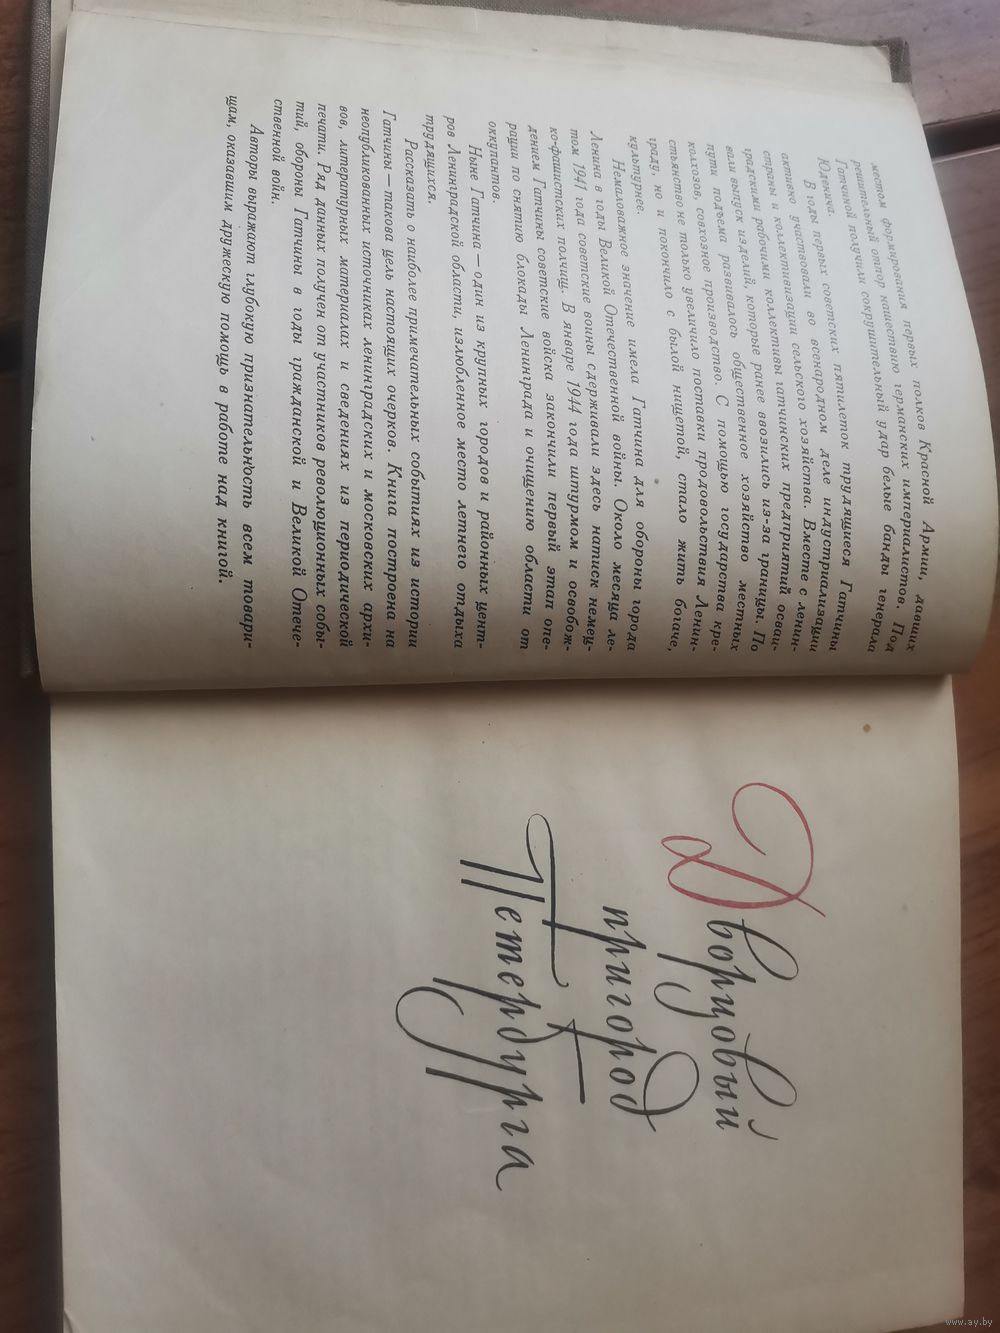 местом формирования первых полков Красной Армии, давших
решительный отпор нашествию германских империалистов. Под
Гатчиной получили сокрушительный удар белые банды генерала
Юденича.
В годы первых советских пятилеток трудящиеся Гатчины
активно участвовали во всенародном деле индустриализации
страны и коллективизации сельского хозяйства. Вместе с ленин-
градскими рабочими коллективы гатчинских предприятий осваи-
вали выпуск изделий, которые ранее ввозились из-за границы. По
пути подъема развивалось общественное хозяйство местных
колхозов, совхозное производство. С помощью государства кре-
стьянство не только увеличило поставки продовольствия Ленин-
граду, но и покончило с былой нищетой, стало жить богаче,
культурнее.
Немаловажное значение имела Гатчина для обороны города
Ленина в годы Великой Отечественной войны. Около месяца ле-
том 1941 года советские воины сдерживали здесь натиск немец-
ко-фашистских полчищ. В январе 1944 года штурмом и освобож-
дением Гатчины советские войска закончили первый этап опе-
рации по снятию блокады Ленинграда и очищению области от
оккупантов.
Ныне Гатчина — один из крупных городов и районных цент-
ров Ленинградской области, излюбленное место летнего отдыха
трудящихся.
Рассказать о наиболее примечательных событиях из истории
Гатчины — такова цель настоящих очерков. Книга построена на
неопубликованных источниках ленинградских и московских архи-
вов, литературных материалах и сведениях из периодической
печати. Ряд данных получен от участников революционных собы-
тий, обороны Гатчины в годы гражданской и Великой Отече-
ственной войн.
Авторы выражают глубокую признательность всем товари-
щам, оказавшим дружескую помощь в работе над книгой.
Дворцовый
пригород
Петербурга
www.ay.by